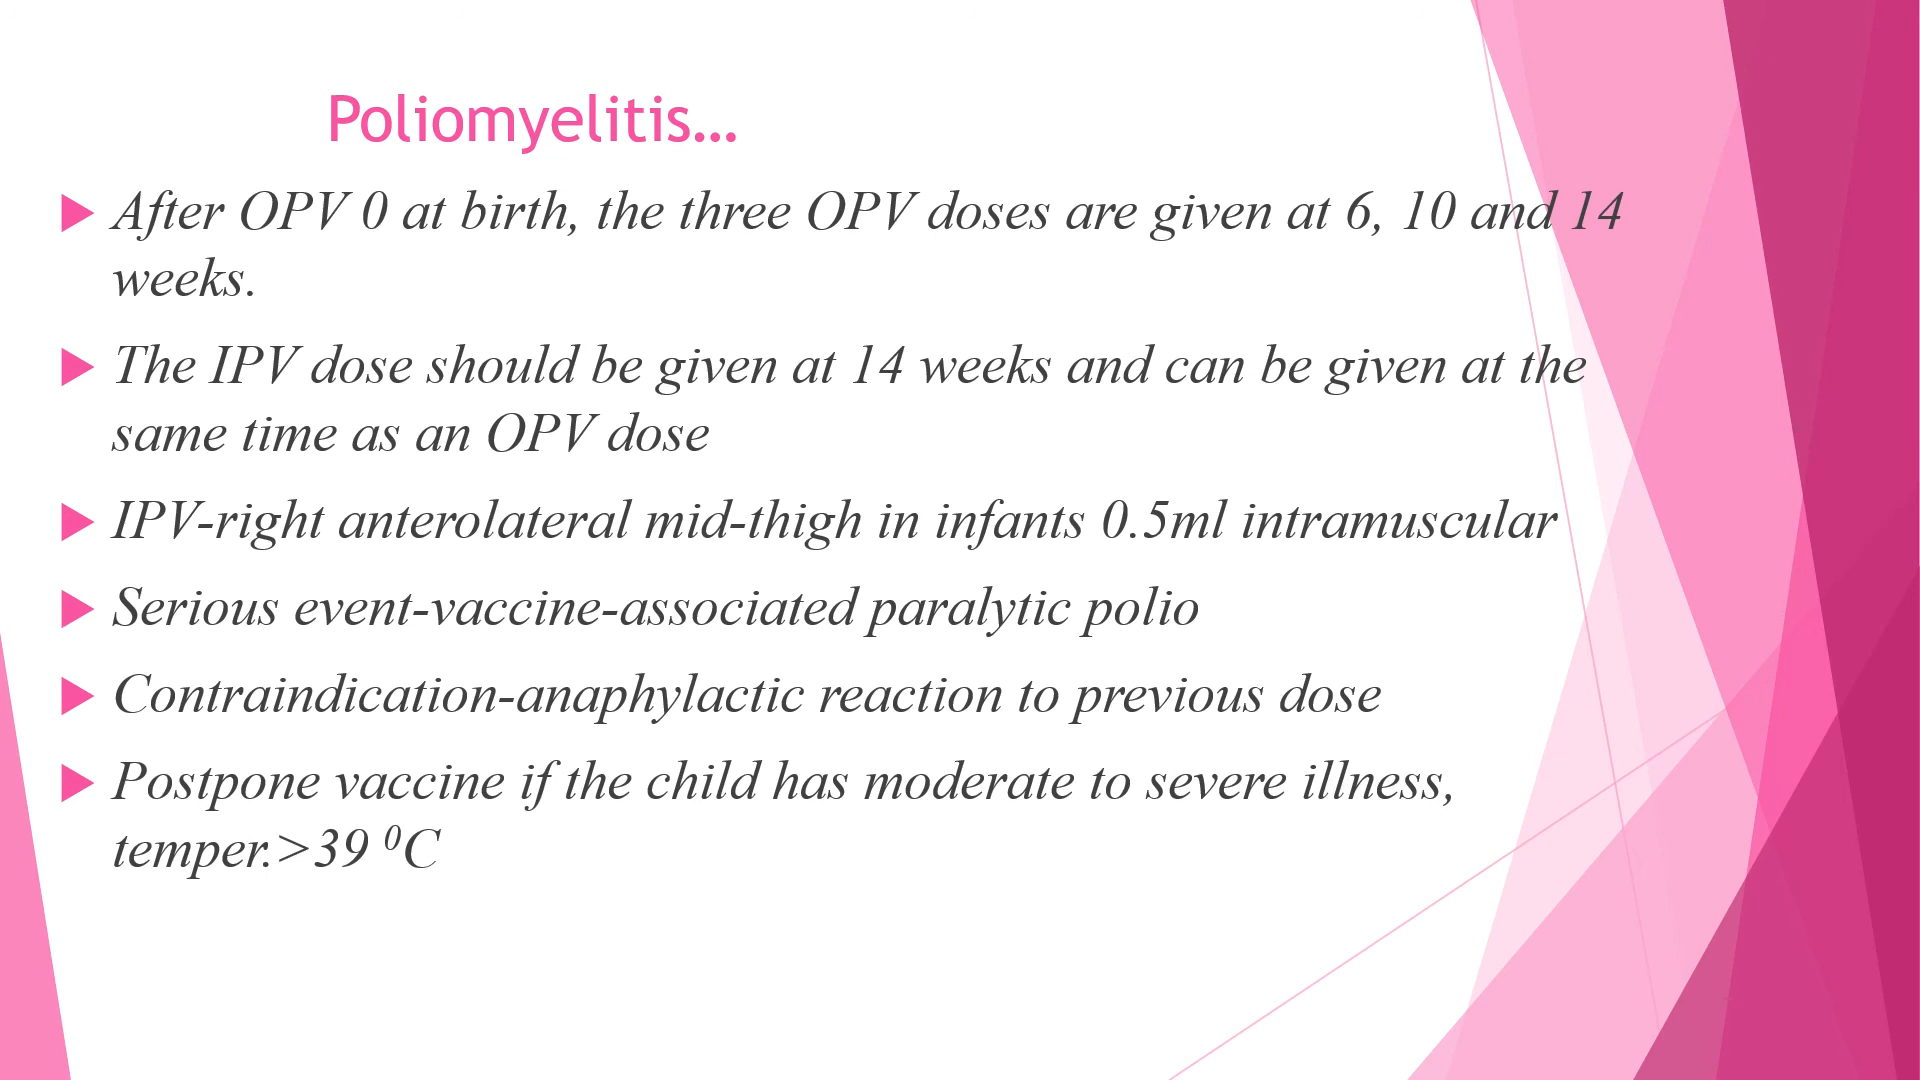 Poliomyelitis…
After OPV 0 at birth, the three OPV doses are given at 6, 10 and 14
weeks.
The IPV dose should be given at 14 weeks and can be given at the
same time as an OPV dose
IPV-right anterolateral mid-thigh in infants 0.5ml intramuscular
Serious event-vaccine-associated paralytic polio
Contraindication-anaphylactic reaction to previous dose
Postpone vaccine if the child has moderate to severe illness,
temper.>39 ⁰C